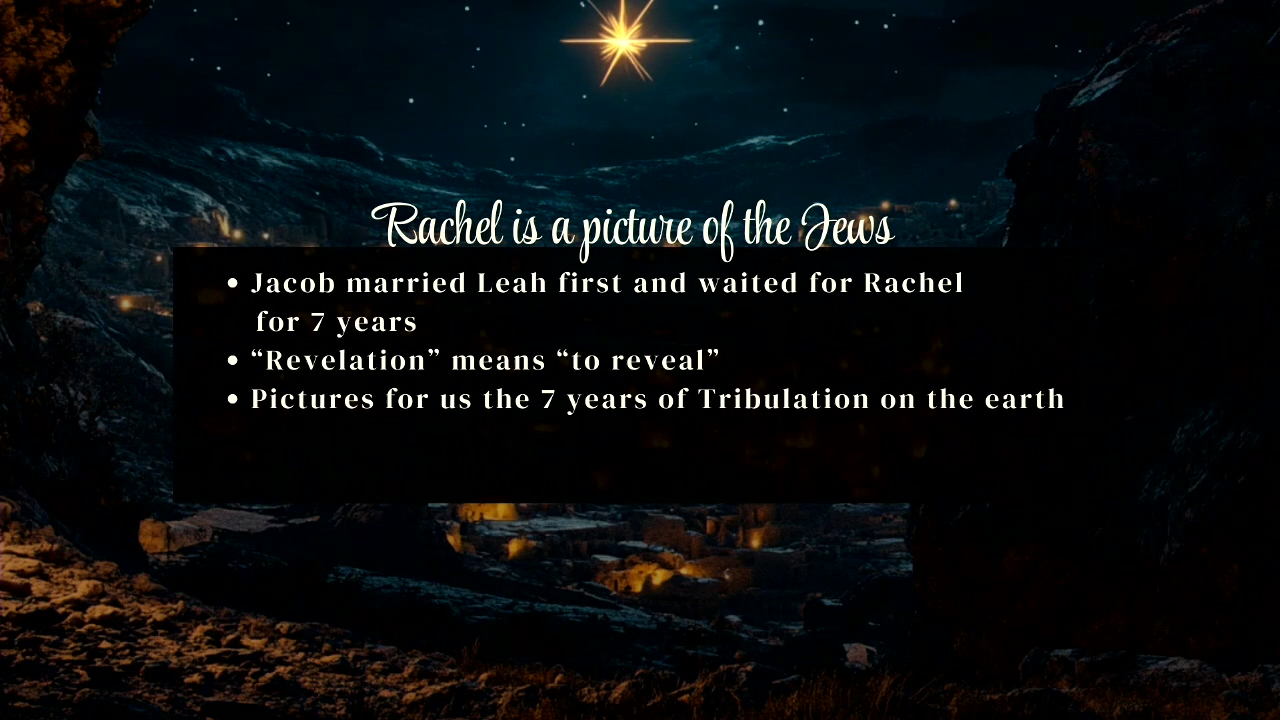 Rachel is a picture of the Jews
• Jacob married Leah first and waited for Rachel
for 7 years
• “Revelation” means “to reveal”
• Pictures for us the 7 years of Tribulation on the earth